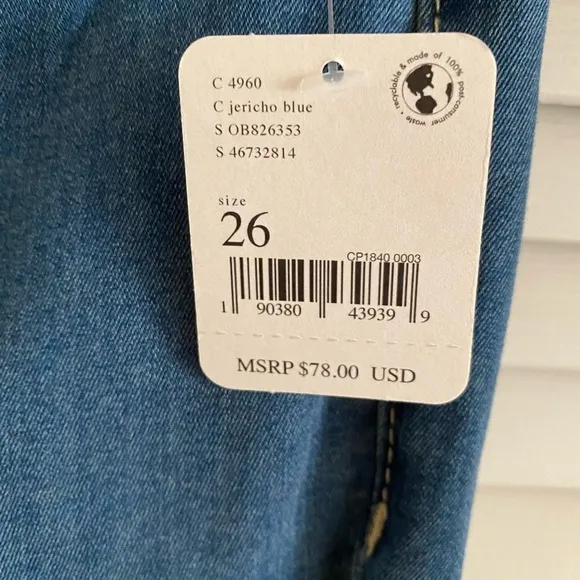 C 4960
C jericho blue
S OB826353
S 46732814
recyclable & made of 100% post-consumer waste •
size
26
CP1840 0003
1 90380 43939 9
MSRP $78.00 USD